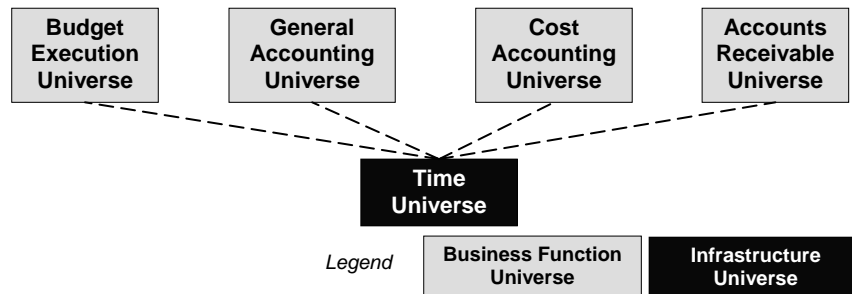 Budget
Execution
Universe
General
Accounting
Universe
Cost
Accounting
Universe
Accounts
Receivable
Universe
Time
Universe
Legend
Business Function
Universe
Infrastructure
Universe